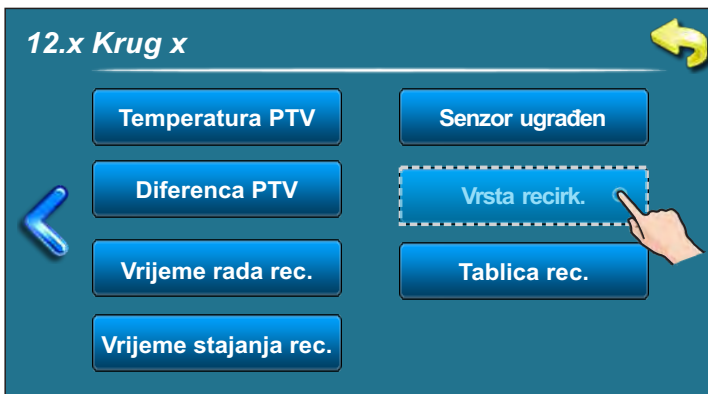 12.x Krug x
Temperatura PTV
Senzor ugrađen
Diferenca PTV
Vrsta recirk.
Vrijeme rada rec.
Tablica rec.
Vrijeme stajanja rec.